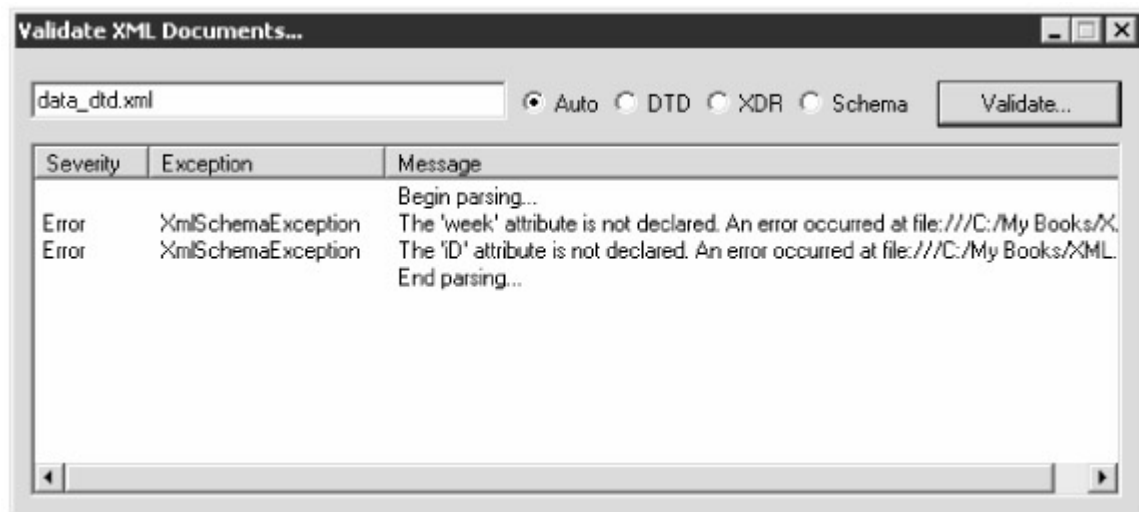 Validate XML Documents...
data_dtd.xml Auto DTD XDR Schema Validate...
Severity Exception Message
Begin parsing...
Error XmlSchemaException The 'week' attribute is not declared. An error occurred at file:///C:/My Books/X.
Error XmlSchemaException The 'iD' attribute is not declared. An error occurred at file:///C:/My Books/XML.
End parsing...